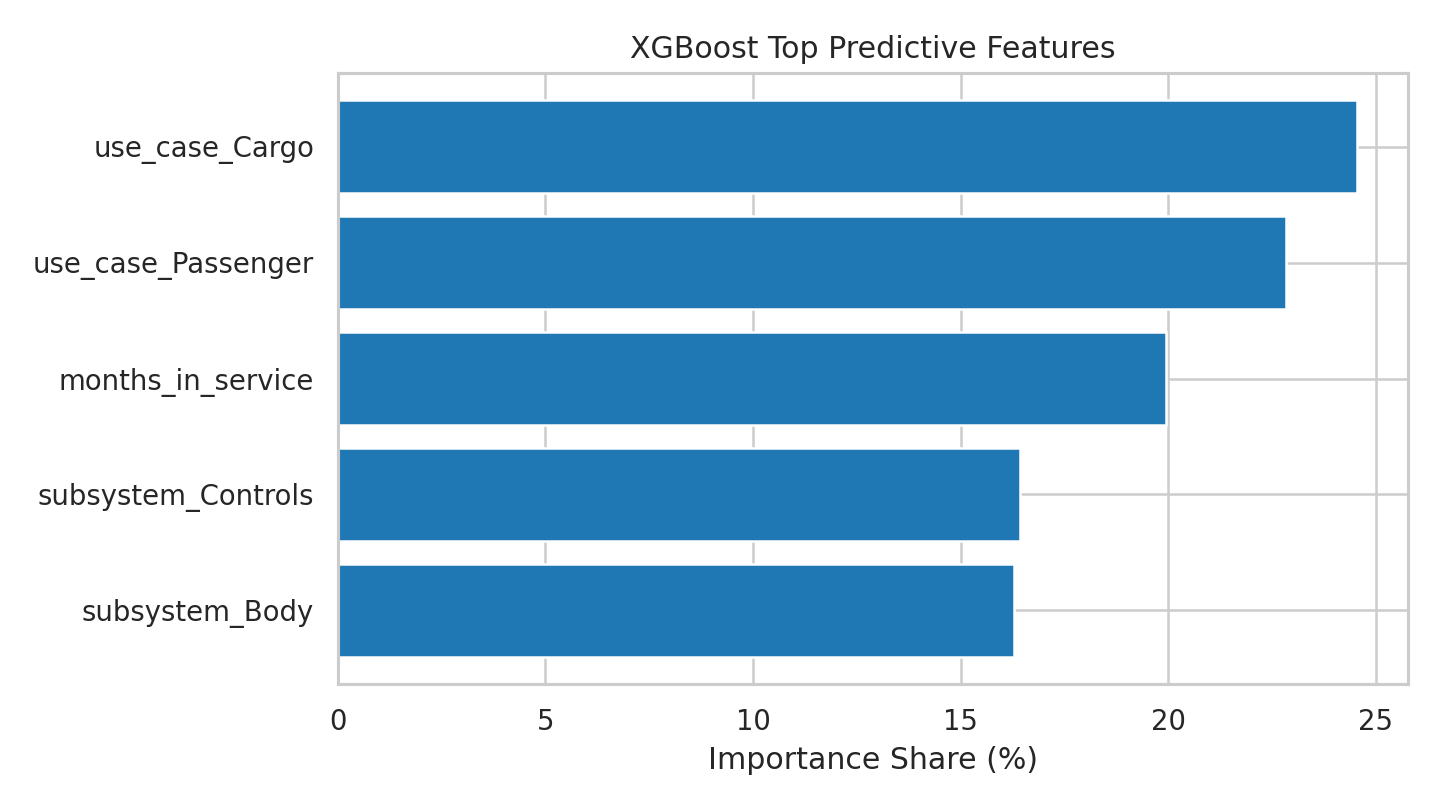 XGBoost Top Predictive Features
use_case_Cargo
use_case_Passenger
months_in_service
subsystem_Controls
subsystem_Body
0 5 10 15 20 25
Importance Share (%)